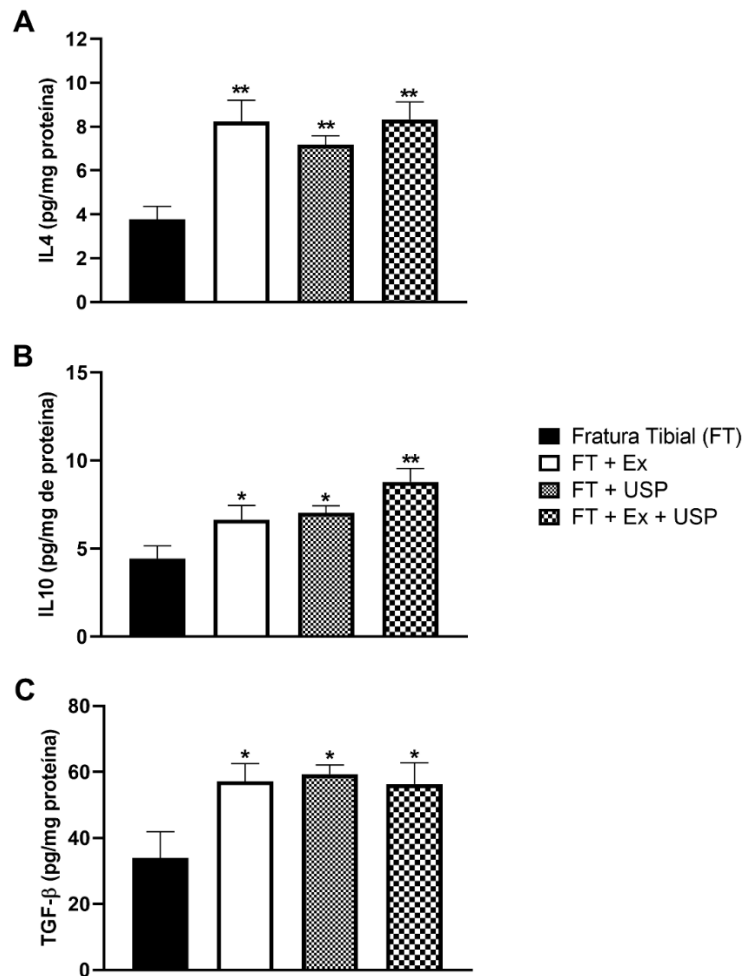 A
IL4 (pg/mg proteína)
12
10
8
6
4
2
0
**
**
**
B
IL10 (pg/mg de proteína)
15
10
5
0
*
*
**
Fratura Tibial (FT)
FT + Ex
FT + USP
FT + Ex + USP
C
TGF-β (pg/mg proteína)
80
60
40
20
0
*
*
*